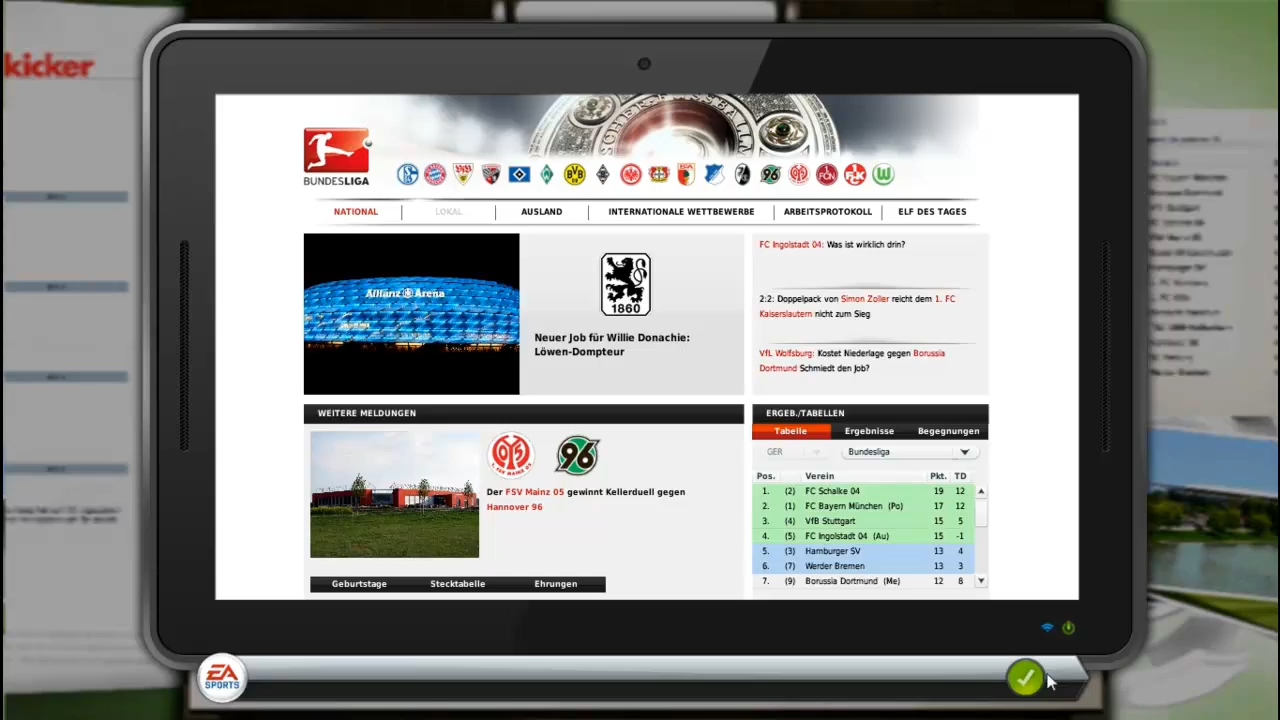 kicker
BUNDESLIGA
NATIONAL
LOKAL
AUSLAND
INTERNATIONALE WETTBEWERBE
ARBEITSPROTOKOLL
ELF DES TAGES
Allianz Arena
1860
Neuer Job für Willie Donachie:
Löwen-Dompteur
FC Ingolstadt 04: Was ist wirklich drin?
2:2: Doppelpack von Simon Zoller reicht dem 1. FC
Kaiserslautern nicht zum Sieg
VfL Wolfsburg: Kostet Niederlage gegen Borussia
Dortmund Schmiedt den Job?
WEITERE MELDUNGEN
96
Der FSV Mainz 05 gewinnt Kellerduell gegen
Hannover 96
Geburtstage Stecktabelle Ehrungen
ERGEB./TABELLEN
Tabelle Ergebnisse Begegnungen
GER Bundesliga
Pos. Verein Pkt. TD
1. (2) FC Schalke 04 19 12
2. (1) FC Bayern München (Po) 17 12
3. (4) VfB Stuttgart 15 5
4. (5) FC Ingolstadt 04 (Au) 15 -1
5. (3) Hamburger SV 13 4
6. (7) Werder Bremen 13 3
7. (9) Borussia Dortmund (Me) 12 8
EA
SPORTS